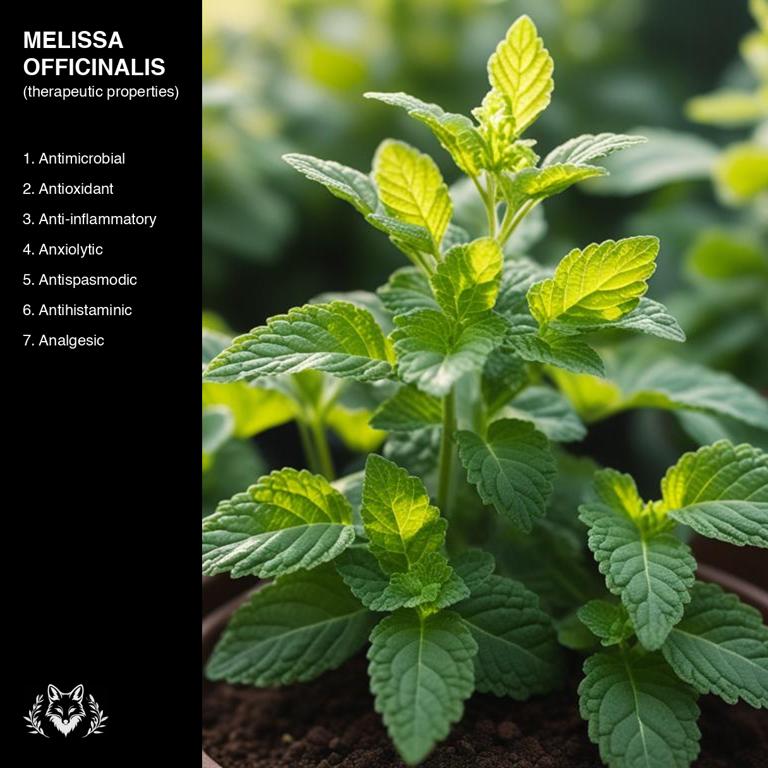 MELISSA
OFFICINALIS
(therapeutic properties)
1. Antimicrobial
2. Antioxidant
3. Anti-inflammatory
4. Anxiolytic
5. Antispasmodic
6. Antihistaminic
7. Analgesic